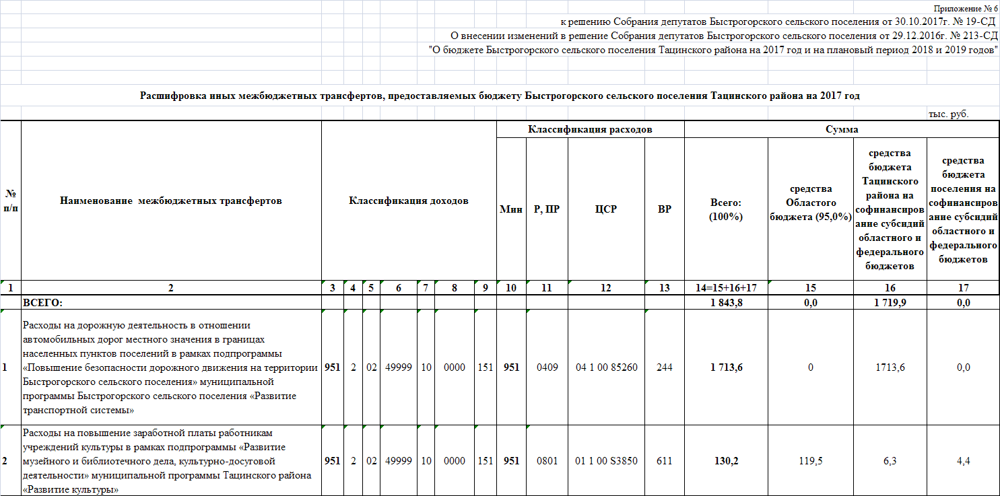 Приложение № 6
к решению Собрания депутатов Быстрогорского сельского поселения от 30.10.2017г. № 19-СД
О внесении изменений в решение Собрания депутатов Быстрогорского сельского поселения от 29.12.2016г. № 213-СД
"О бюджете Быстрогорского сельского поселения Тацинского района на 2017 год и на плановый период 2018 и 2019 годов"
Расшифровка иных межбюджетных трансфертов, предоставляемых бюджету Быстрогорского сельского поселения Тацинского района на 2017 год
тыс. руб.
№
п/п
Наименование межбюджетных трансфертов
Классификация доходов
Классификация расходов
Сумма
Мин
Р, ПР
ЦСР
ВР
Всего:
(100%)
средства
Областого
бюджета (95,0%)
средства
бюджета
Тацинского
района на
софинансиров
ание субсидий
областного и
федерального
бюджетов
средства
бюджета
поселения на
софинансиров
ание субсидий
областного и
федерального
бюджетов
1 2 3 4 5 6 7 8 9 10 11 12 13 14=15+16+17 15 16 17
ВСЕГО: 1 843,8 0,0 1 719,9 0,0
1
Расходы на дорожную деятельность в отношении
автомобильных дорог местного значения в границах
населенных пунктов поселений в рамках подпрограммы
«Повышение безопасности дорожного движения на территории
Быстрогорского сельского поселения» муниципальной
программы Быстрогорского сельского поселения «Развитие
транспортной системы»
951 2 02 49999 10 0000 151 951 0409 04 1 00 85260 244 1 713,6 0 1713,6 0,0
2
Расходы на повышение заработной платы работникам
учреждений культуры в рамках подпрограммы «Развитие
музейного и библиотечного дела, культурно-досуговой
деятельности» муниципальной программы Тацинского района
«Развитие культуры»
951 2 02 49999 10 0000 151 951 0801 01 1 00 S3850 611 130,2 119,5 6,3 4,4